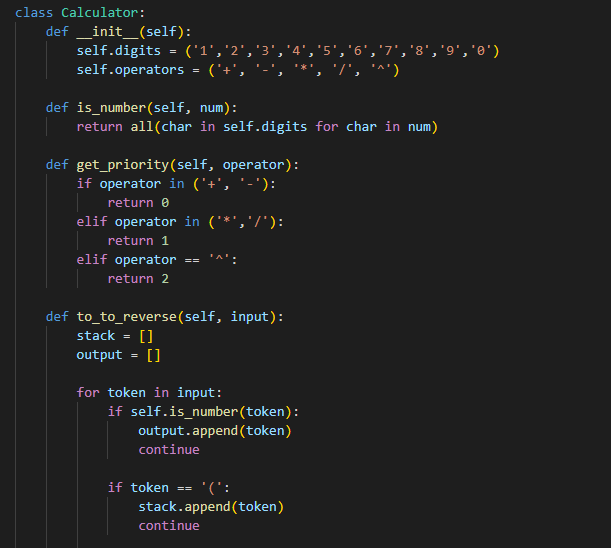 class Calculator:
    def __init__(self):
        self.digits = ('1','2','3','4','5','6','7','8','9','0')
        self.operators = ('+', '-', '*', '/', '^')

    def is_number(self, num):
        return all(char in self.digits for char in num)

    def get_priority(self, operator):
        if operator in ('+', '-'):
            return 0
        elif operator in ('*','/'):
            return 1
        elif operator == '^':
            return 2

    def to_to_reverse(self, input):
        stack = []
        output = []

        for token in input:
            if self.is_number(token):
                output.append(token)
                continue

            if token == '(':
                stack.append(token)
                continue